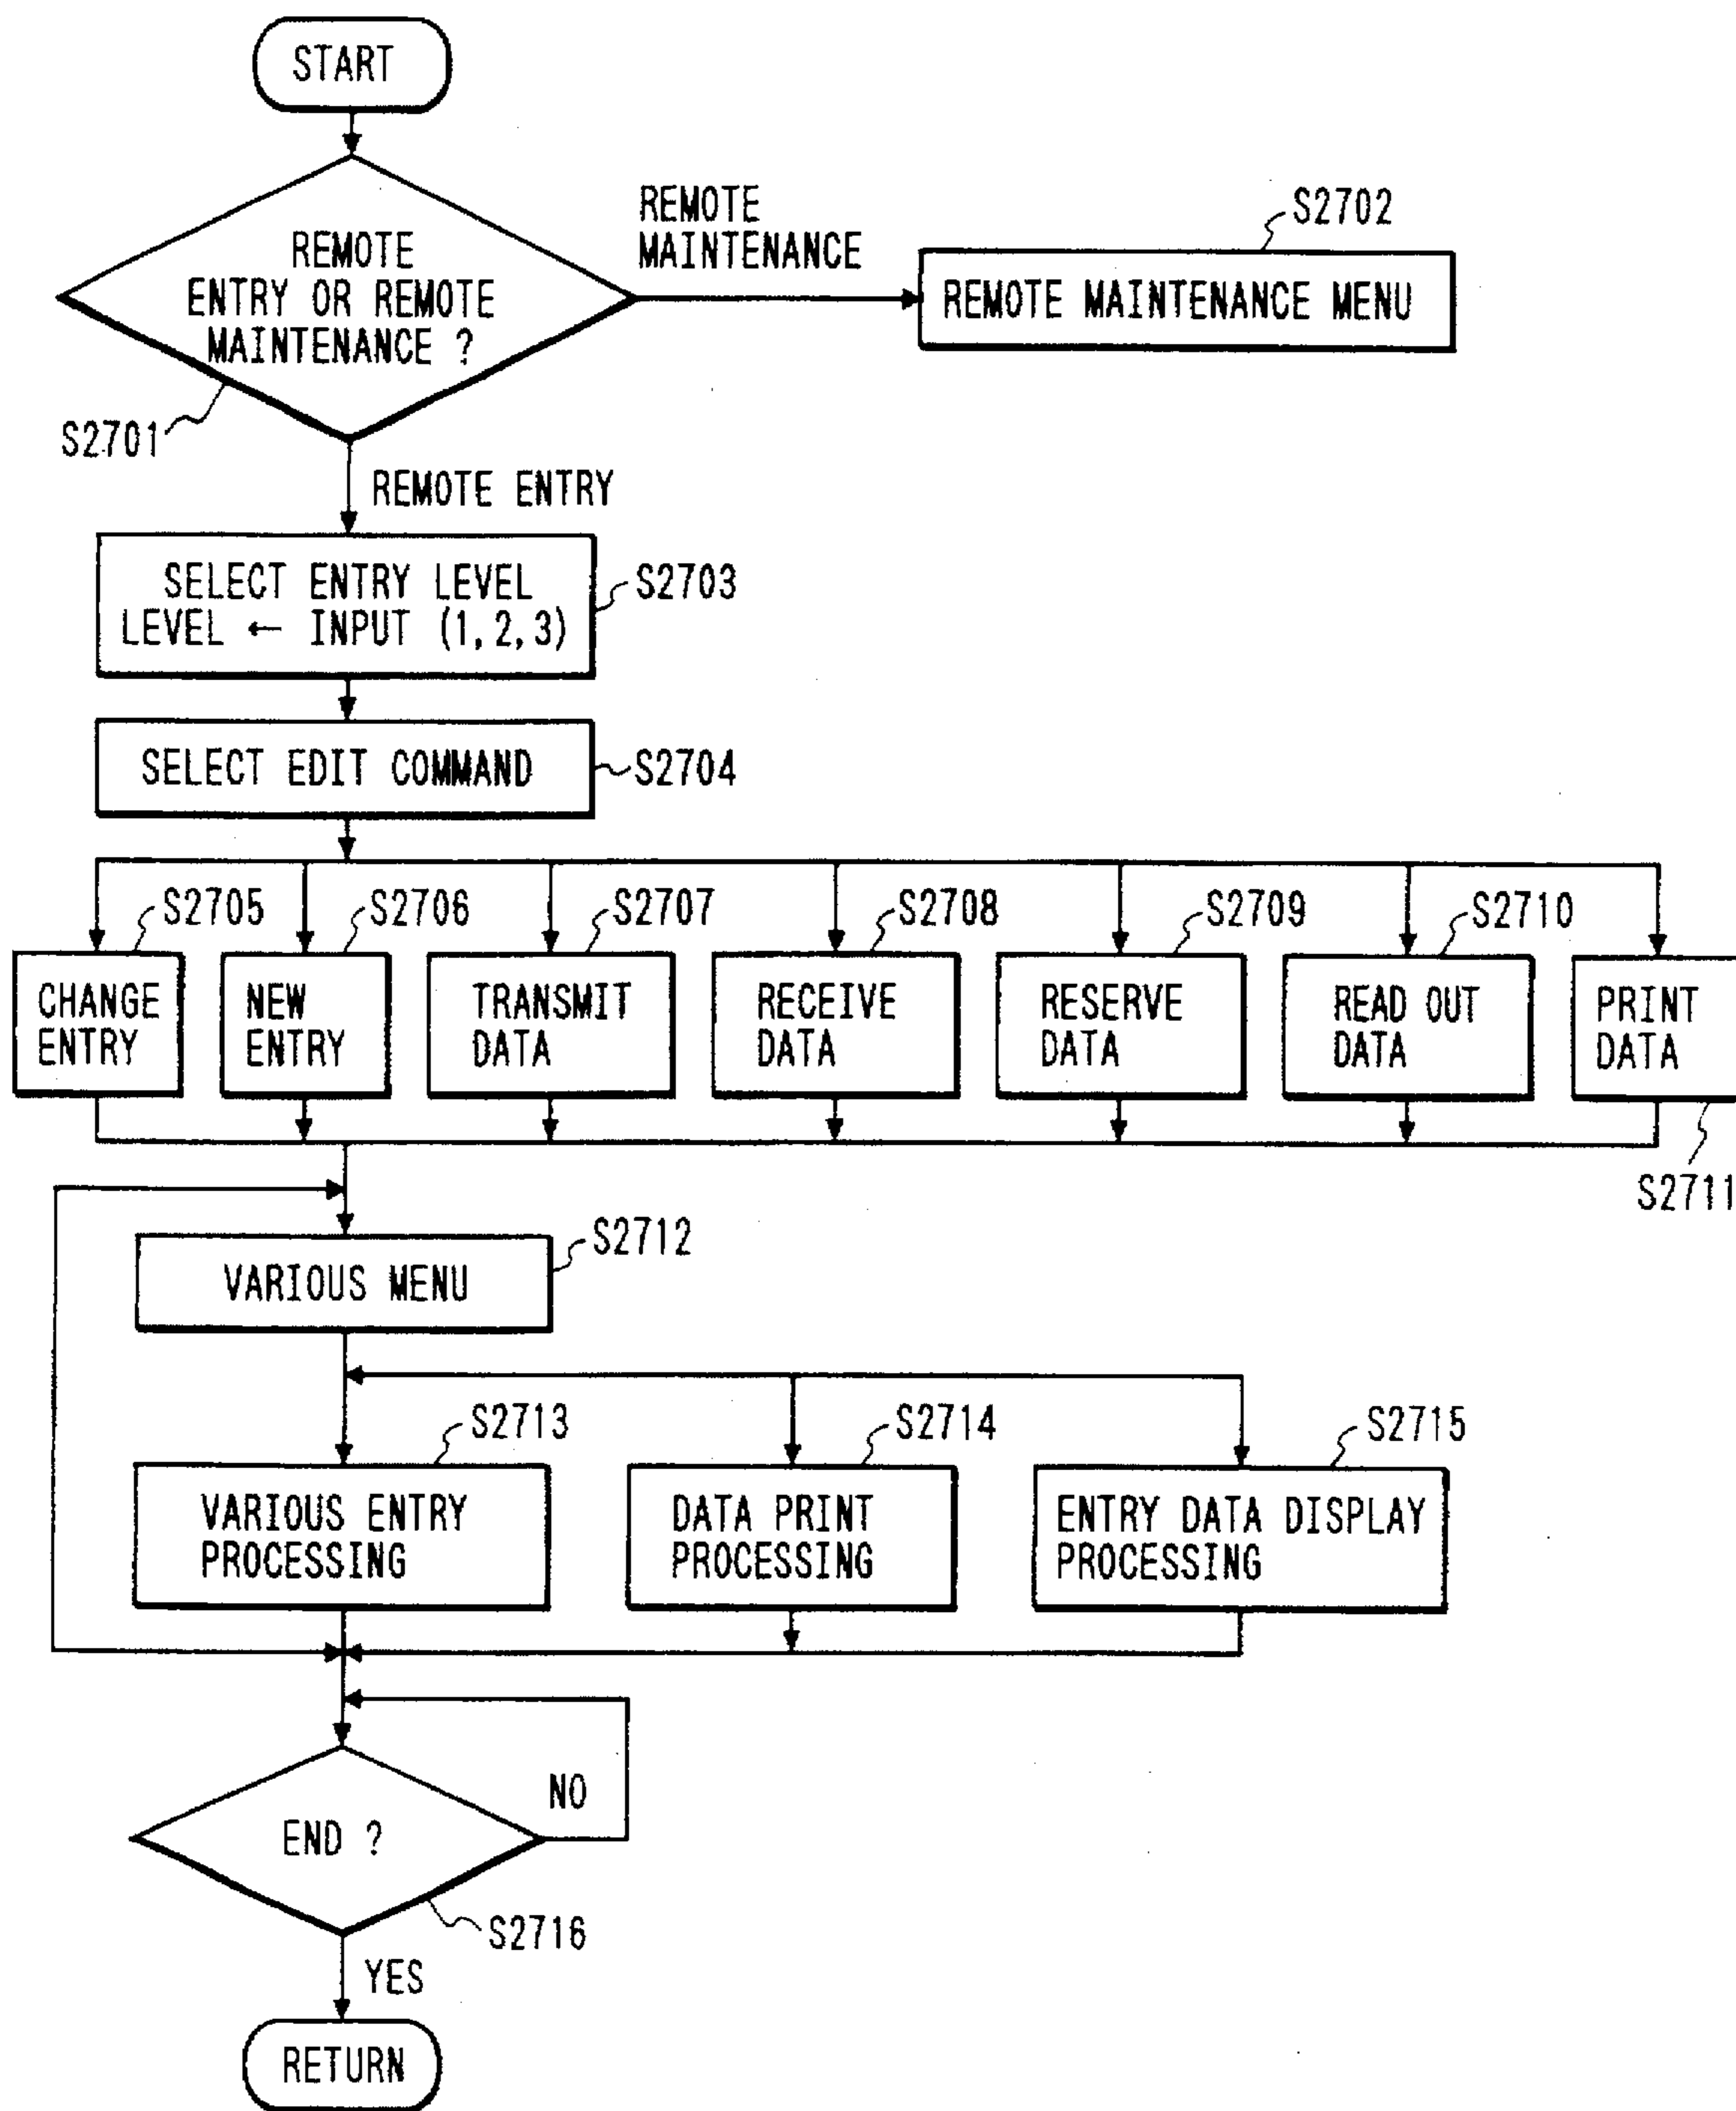 START
REMOTE
ENTRY OR REMOTE
MAINTENANCE ?
S2701
REMOTE
MAINTENANCE
S2702
REMOTE MAINTENANCE MENU
REMOTE ENTRY
SELECT ENTRY LEVEL
LEVEL ← INPUT (1,2,3)
S2703
SELECT EDIT COMMAND
S2704
S2705
CHANGE
ENTRY
S2706
NEW
ENTRY
S2707
TRANSMIT
DATA
S2708
RECEIVE
DATA
S2709
RESERVE
DATA
S2710
READ OUT
DATA
PRINT
DATA
S2711
S2712
VARIOUS MENU
S2713
VARIOUS ENTRY
PROCESSING
S2714
DATA PRINT
PROCESSING
S2715
ENTRY DATA DISPLAY
PROCESSING
END ?
NO
S2716
YES
RETURN